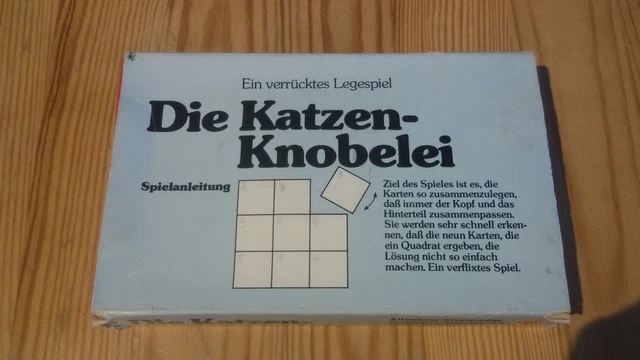 Ein verrücktes Legespiel
Die Katzen-
Knobelei
Spielanleitung
Ziel des Spieles ist es, die
Karten so zusammenzulegen,
daß immer der Kopf und das
Hinterteil zusammenpassen.
Sie werden sehr schnell erken-
nen, daß die neun Karten, die
ein Quadrat ergeben, die
Lösung nicht so einfach
machen. Ein verflixtes Spiel.
Die Katzen-